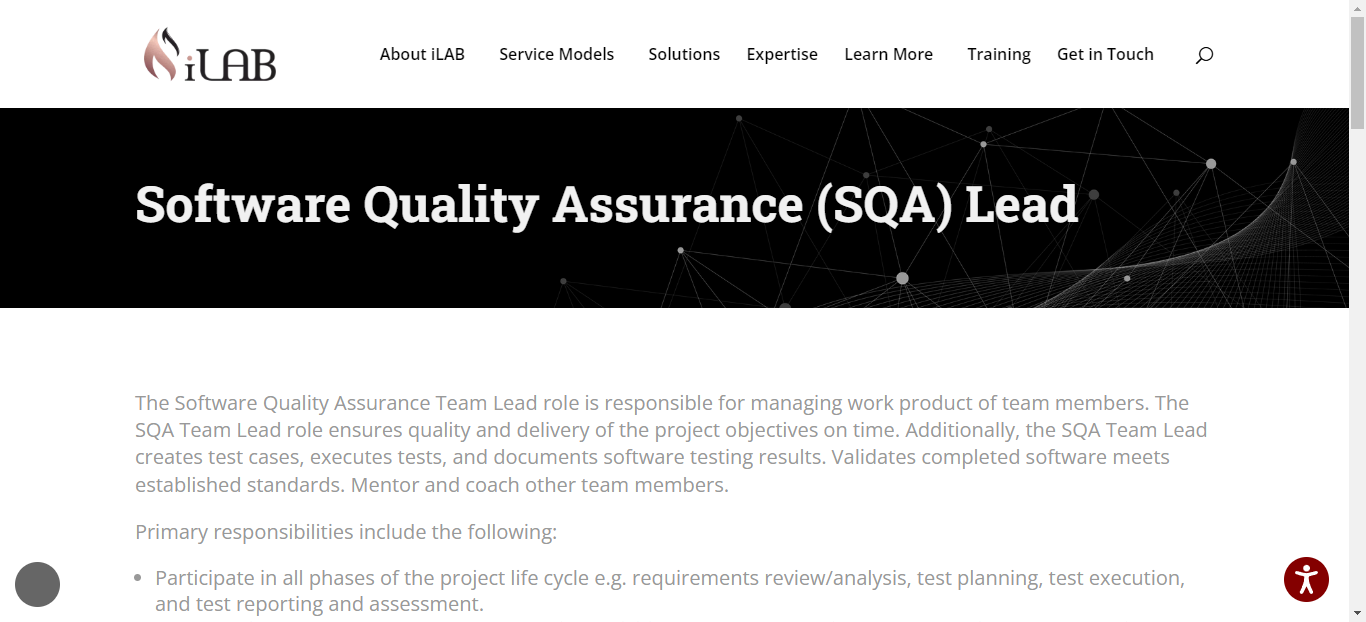 iLAB
About iLAB Service Models Solutions Expertise Learn More Training Get in Touch
Software Quality Assurance (SQA) Lead
The Software Quality Assurance Team Lead role is responsible for managing work product of team members. The
SQA Team Lead role ensures quality and delivery of the project objectives on time. Additionally, the SQA Team Lead
creates test cases, executes tests, and documents software testing results. Validates completed software meets
established standards. Mentor and coach other team members.
Primary responsibilities include the following:
• Participate in all phases of the project life cycle e.g. requirements review/analysis, test planning, test execution,
and test reporting and assessment.